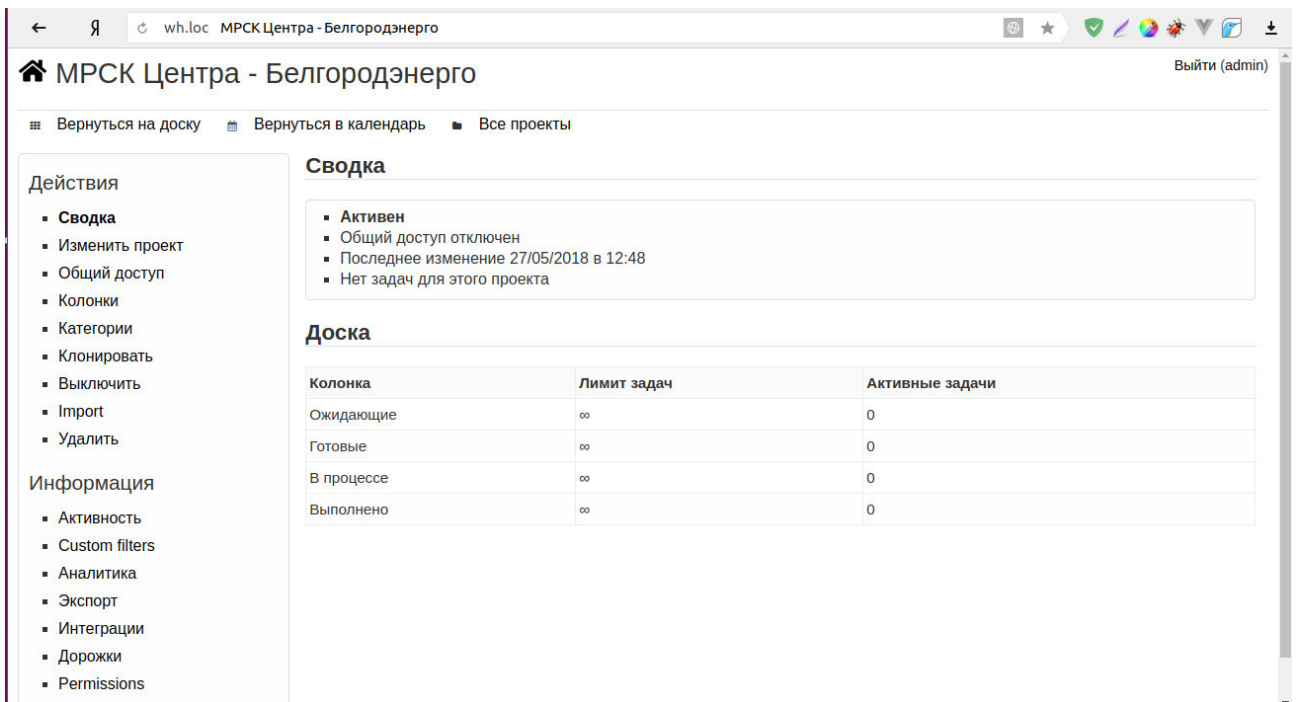 Я wh.loc МРСК Центра - Белгородэнерго
МРСК Центра - Белгородэнерго
Выйти (admin)
Вернуться на доску Вернуться в календарь Все проекты
Действия
Сводка
Изменить проект
Общий доступ
Колонки
Категории
Клонировать
Выключить
Import
Удалить
Информация
Активность
Custom filters
Аналитика
Экспорт
Интеграции
Дорожки
Permissions
Сводка
Активен
Общий доступ отключен
Последнее изменение 27/05/2018 в 12:48
Нет задач для этого проекта
Доска
Колонка Лимит задач Активные задачи
Ожидающие ∞ 0
Готовые ∞ 0
В процессе ∞ 0
Выполнено ∞ 0